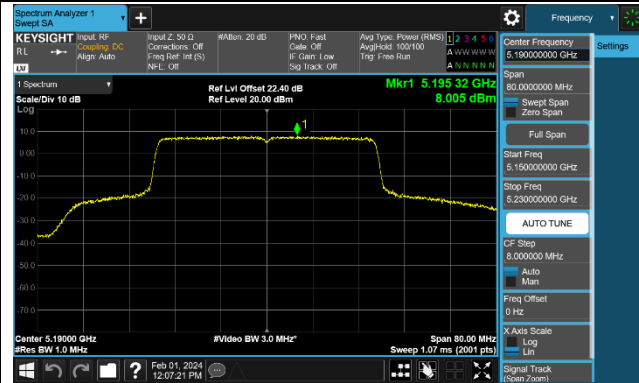 Spectrum Analyzer 1
Swept SA
+
Frequency
KEYSIGHT
RL
LXI
Input: RF
Coupling: DC
Align: Auto
Input Z: 50 Ω
Corrections: Off
Freq Ref: Int (S)
NFE: Off
#Atten: 20 dB
PNO: Fast
Gate: Off
IF Gain: Low
Sig Track: Off
Avg Type: Power (RMS)
Avg|Hold: 100/100
Trig: Free Run
1 2 3 4 5 6
A W W W W W
A N N N N N
1 Spectrum
Scale/Div 10 dB
Log
Ref Lvl Offset 22.40 dB
Ref Level 20.00 dBm
Mkr1 5.195 32 GHz
8.005 dBm
1
10.0
0.00
-10.0
-20.0
-30.0
-40.0
-50.0
-60.0
-70.0
Center 5.19000 GHz
#Res BW 1.0 MHz
#Video BW 3.0 MHz*
Span 80.00 MHz
Sweep 1.07 ms (2001 pts)
?
Feb 01, 2024
12:07:21 PM
Center Frequency
5.190000000 GHz
Span
80.0000000 MHz
Swept Span
Zero Span
Full Span
Start Freq
5.150000000 GHz
Stop Freq
5.230000000 GHz
AUTO TUNE
CF Step
8.000000 MHz
Auto
Man
Freq Offset
0 Hz
X Axis Scale
Log
Lin
Signal Track
(Span Zoom)
Settings